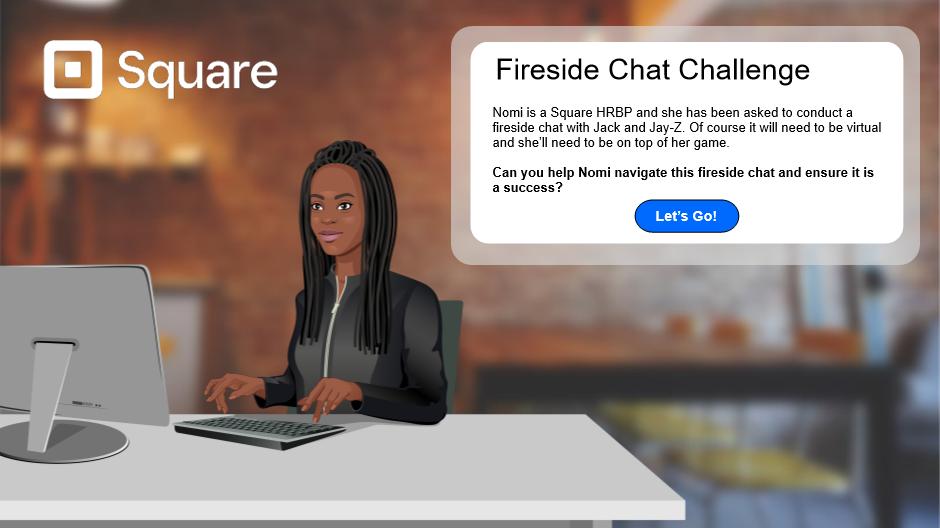 Square
Fireside Chat Challenge
Nomi is a Square HRBP and she has been asked to conduct a
fireside chat with Jack and Jay-Z. Of course it will need to be virtual
and she'll need to be on top of her game.
Can you help Nomi navigate this fireside chat and ensure it is
a success?
Let's Go!